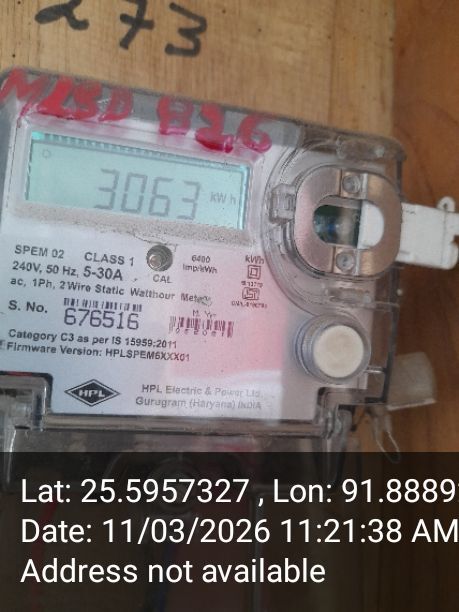 273
MLSD 826
3063 kWh
SPEM 02 CLASS 1
6400 imp/kWh
kWh
240V, 50 Hz, 5-30A
CAL
ac, 1Ph, 2Wire Static Watthour Meter
S. No. 676516
M Yr
Category C3 as per IS 15959:2011
Firmware Version: HPLSPEM6XXX01
HPL
HPL Electric & Power Ltd.
Gurugram (Haryana) INDIA
Lat: 25.5957327 , Lon: 91.8889
Date: 11/03/2026 11:21:38 AM
Address not available